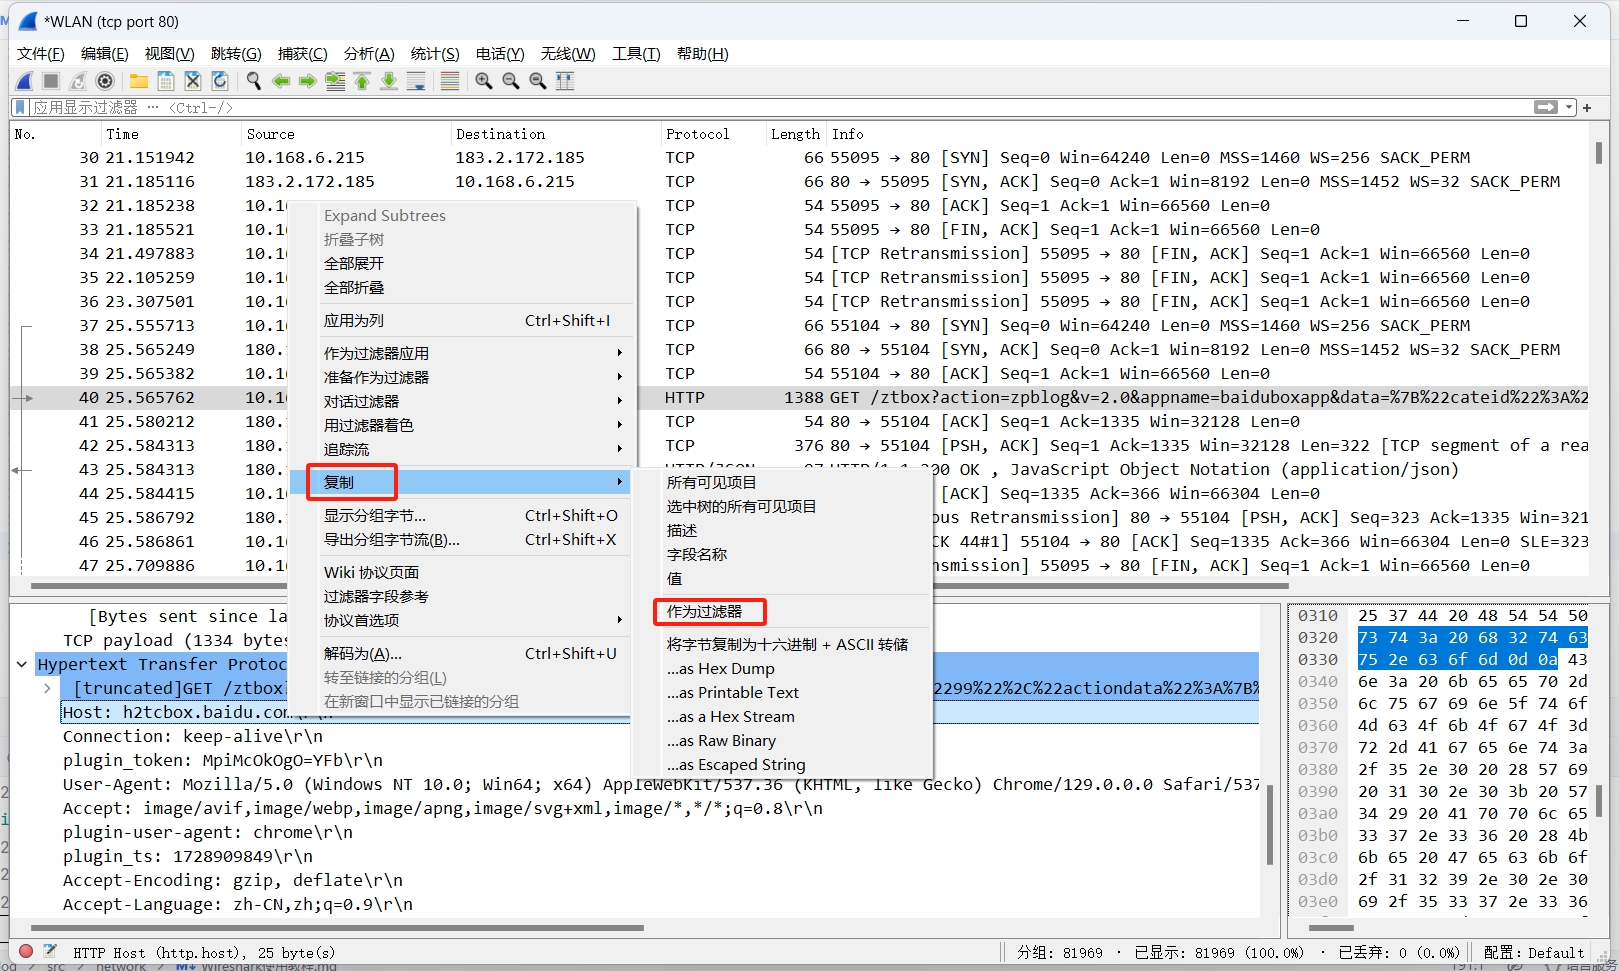 *WLAN (tcp port 80)
文件(F) 编辑(E) 视图(V) 跳转(G) 捕获(C) 分析(A) 统计(S) 电话(Y) 无线(W) 工具(T) 帮助(H)
应用显示过滤器 … <Ctrl-/>
No. Time Source Destination Protocol Length Info
30 21.151942 10.168.6.215 183.2.172.185 TCP 66 55095 → 80 [SYN] Seq=0 Win=64240 Len=0 MSS=1460 WS=256 SACK_PERM
31 21.185116 183.2.172.185 10.168.6.215 TCP 66 80 → 55095 [SYN, ACK] Seq=0 Ack=1 Win=8192 Len=0 MSS=1452 WS=32 SACK_PERM
32 21.185238 10.1 TCP 54 55095 → 80 [ACK] Seq=1 Ack=1 Win=66560 Len=0
33 21.185521 10.1 TCP 54 55095 → 80 [FIN, ACK] Seq=1 Ack=1 Win=66560 Len=0
34 21.497883 10.1 TCP 54 [TCP Retransmission] 55095 → 80 [FIN, ACK] Seq=1 Ack=1 Win=66560 Len=0
35 22.105259 10.1 TCP 54 [TCP Retransmission] 55095 → 80 [FIN, ACK] Seq=1 Ack=1 Win=66560 Len=0
36 23.307501 10.1 TCP 54 [TCP Retransmission] 55095 → 80 [FIN, ACK] Seq=1 Ack=1 Win=66560 Len=0
37 25.555713 10.1 TCP 66 55104 → 80 [SYN] Seq=0 Win=64240 Len=0 MSS=1460 WS=256 SACK_PERM
38 25.565249 180. TCP 66 80 → 55104 [SYN, ACK] Seq=0 Ack=1 Win=8192 Len=0 MSS=1452 WS=32 SACK_PERM
39 25.565382 10.1 TCP 54 55104 → 80 [ACK] Seq=1 Ack=1 Win=66560 Len=0
40 25.565762 10.1 HTTP 1388 GET /ztbox?action=zpblog&v=2.0&appname=baiduboxapp&data=%7B%22cateid%22%3A%2
41 25.580212 180. TCP 54 80 → 55104 [ACK] Seq=1 Ack=1335 Win=32128 Len=0
42 25.584313 180. TCP 376 80 → 55104 [PSH, ACK] Seq=1 Ack=1335 Win=32128 Len=322 [TCP segment of a rea
43 25.584313 180. HTTP/JSON 97 HTTP/1.1 200 OK , JavaScript Object Notation (application/json)
44 25.584415 10.1 [ACK] Seq=1335 Ack=366 Win=66304 Len=0
45 25.586792 180. ous Retransmission] 80 → 55104 [PSH, ACK] Seq=323 Ack=1335 Win=321
46 25.586861 10.1 CK 44#1] 55104 → 80 [ACK] Seq=1335 Ack=366 Win=66304 Len=0 SLE=323
47 25.709886 10.1 smission] 55095 → 80 [FIN, ACK] Seq=1 Ack=1 Win=66560 Len=0
Expand Subtrees
折叠子树
全部展开
全部折叠
应用为列 Ctrl+Shift+I
作为过滤器应用
准备作为过滤器
对话过滤器
用过滤器着色
追踪流
复制
显示分组字节... Ctrl+Shift+O
导出分组字节流(B)... Ctrl+Shift+X
Wiki 协议页面
过滤器字段参考
协议首选项
解码为(A)... Ctrl+Shift+U
转至链接的分组(L)
在新窗口中显示已链接的分组
所有可见项目
选中树的所有可见项目
描述
字段名称
值
作为过滤器
将字节复制为十六进制 + ASCII 转储
...as Hex Dump
...as Printable Text
...as a Hex Stream
...as Raw Binary
...as Escaped String
[Bytes sent since la
TCP payload (1334 bytes
Hypertext Transfer Protoc
[truncated]GET /ztbox? 2299%22%2C%22actiondata%22%3A%7B%
Host: h2tcbox.baidu.com\r\n
Connection: keep-alive\r\n
plugin_token: MpiMcOkOgO=YFb\r\n
User-Agent: Mozilla/5.0 (Windows NT 10.0; Win64; x64) AppleWebKit/537.36 (KHTML, like Gecko) Chrome/129.0.0.0 Safari/537
Accept: image/avif,image/webp,image/apng,image/svg+xml,image/*,*/*;q=0.8\r\n
plugin-user-agent: chrome\r\n
plugin_ts: 1728909849\r\n
Accept-Encoding: gzip, deflate\r\n
Accept-Language: zh-CN,zh;q=0.9\r\n
0310 25 37 44 20 48 54 54 50
0320 73 74 3a 20 68 32 74 63
0330 75 2e 63 6f 6d 0d 0a 43
0340 6e 3a 20 6b 65 65 70 2d
0350 6c 75 67 69 6e 5f 74 6f
0360 4d 63 4f 6b 4f 67 4f 3d
0370 72 2d 41 67 65 6e 74 3a
0380 2f 35 2e 30 20 28 57 69
0390 20 31 30 2e 30 3b 20 57
03a0 34 29 20 41 70 70 6c 65
03b0 33 37 2e 33 36 20 28 4b
03c0 6b 65 20 47 65 63 6b 6f
03d0 2f 31 32 39 2e 30 2e 30
03e0 69 2f 35 33 37 2e 33 36
HTTP Host (http.host), 25 byte(s) 分组: 81969 · 已显示: 81969 (100.0%) · 已丢弃: 0 (0.0%) 配置: Default